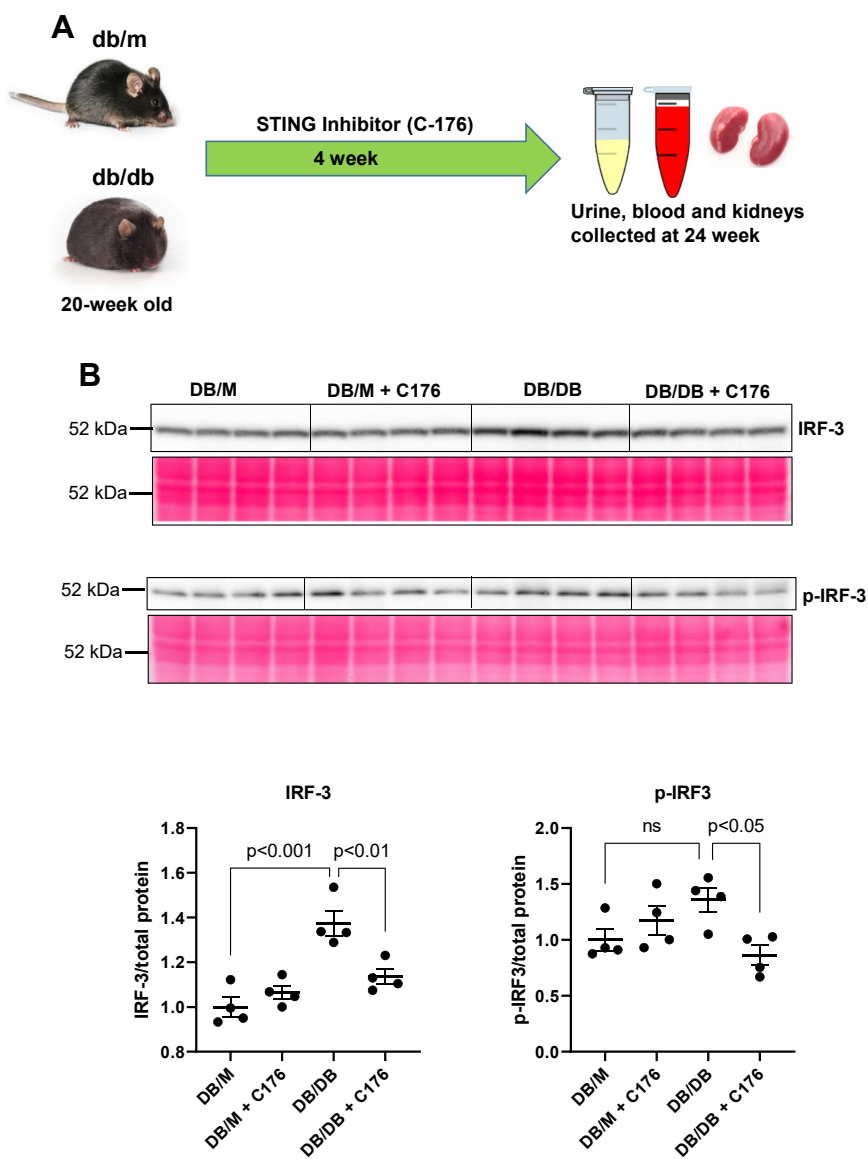 A
db/m
STING Inhibitor (C-176)
4 week
db/db
20-week old
Urine, blood and kidneys
collected at 24 week
B
DB/M
DB/M + C176
DB/DB
DB/DB + C176
52 kDa
IRF-3
52 kDa
52 kDa
p-IRF-3
52 kDa
IRF-3
IRF-3/total protein
1.8
1.6
1.4
1.2
1.0
0.8
p<0.001
p<0.01
DB/M
DB/M + C176
DB/DB
DB/DB + C176
p-IRF3
p-IRF3/total protein
2.0
1.5
1.0
0.5
0.0
ns
p<0.05
DB/M
DB/M + C176
DB/DB
DB/DB + C176